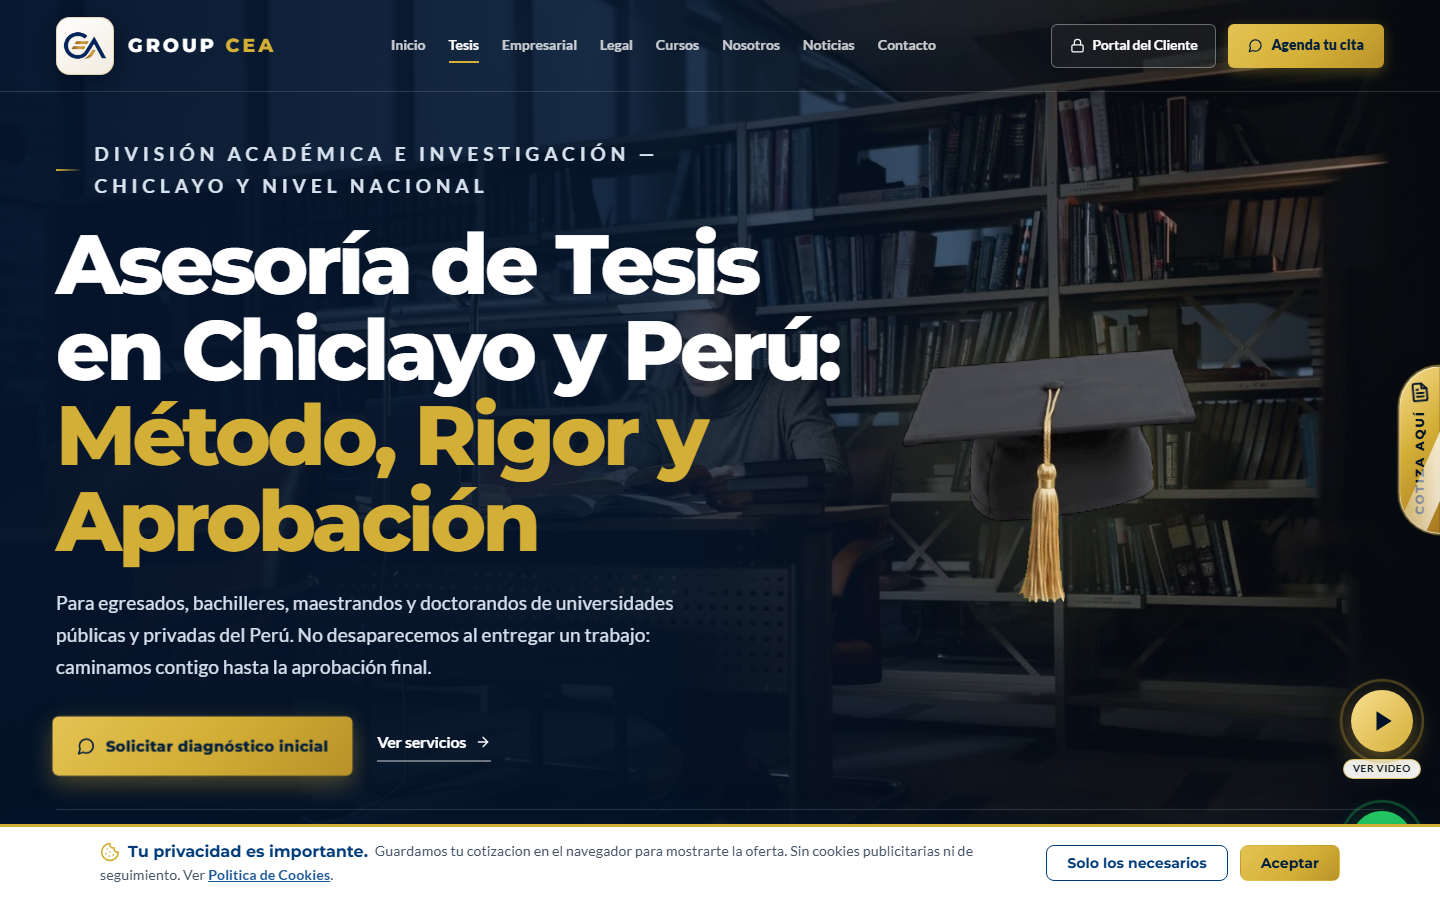 GROUP CEA
Inicio
Tesis
Empresarial
Legal
Cursos
Nosotros
Noticias
Contacto
Portal del Cliente
Agenda tu cita
DIVISIÓN ACADÉMICA E INVESTIGACIÓN —
CHICLAYO Y NIVEL NACIONAL
Asesoría de Tesis
en Chiclayo y Perú:
Método, Rigor y
Aprobación
Para egresados, bachilleres, maestrandos y doctorandos de universidades
públicas y privadas del Perú. No desaparecemos al entregar un trabajo:
caminamos contigo hasta la aprobación final.
Solicitar diagnóstico inicial
Ver servicios
COTIZA AQUÍ
VER VIDEO
Tu privacidad es importante. Guardamos tu cotizacion en el navegador para mostrarte la oferta. Sin cookies publicitarias ni de
seguimiento. Ver Politica de Cookies.
Solo los necesarios
Aceptar